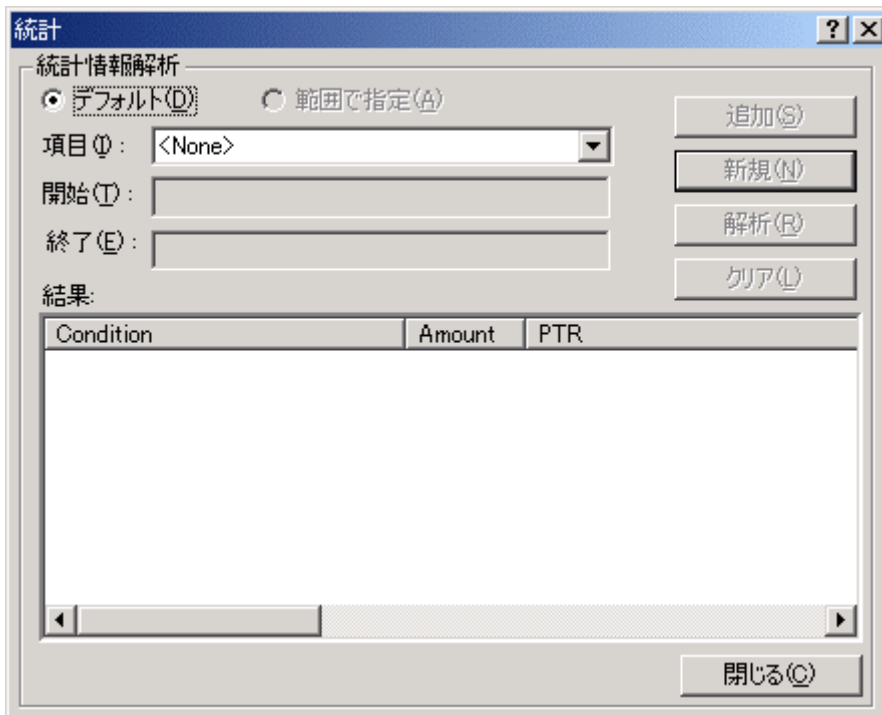 統計
統計情報解析
デフォルト(D)
範囲で指定(A)
追加(S)
項目(I) :
<None>
新規(N)
開始(T) :
解析(R)
終了(E) :
クリア(L)
結果:
Condition
Amount
PTR
閉じる(C)